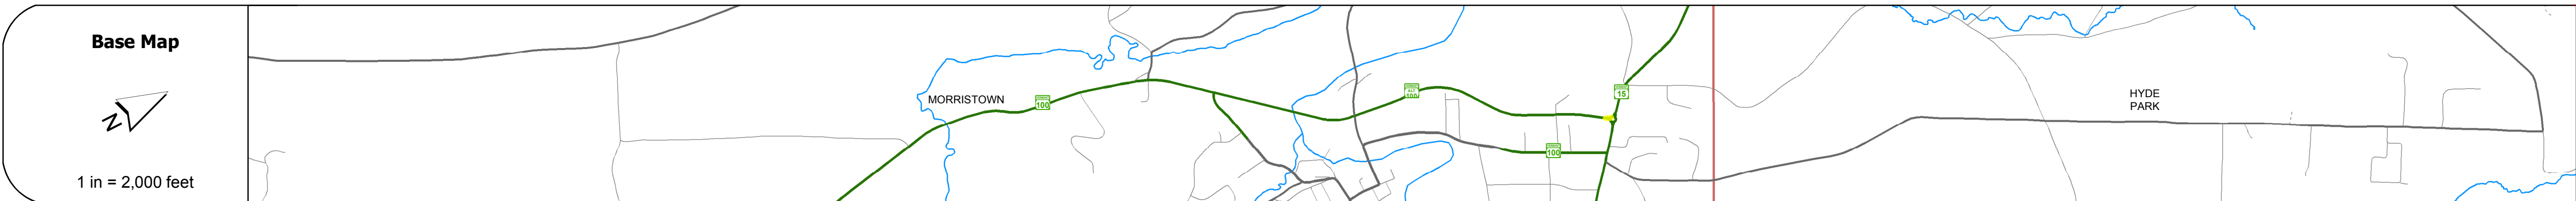 Base Map
N
1 in = 2,000 feet
MORRISTOWN
100
100
100
15
HYDE
PARK